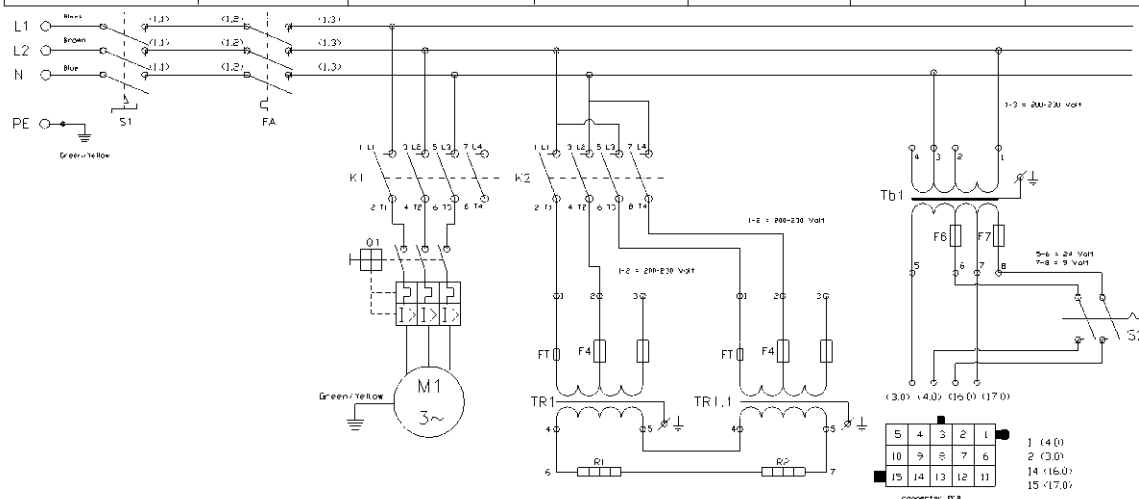 L1 Black (1,1) (1,2) (1,3)
L2 Brown (1,1) (1,2) (1,3)
N Blue (1,1) (1,2) (1,3)
S1 FA
PE
Green/Yellow
1-3 = 200-230 Volt
1 L1 3 L2 5 L3 7 L4
K1
2 T1 4 T2 6 T3 8 T4
1 L1 3 L2 5 L3 7 L4
K2
2 T1 4 T2 6 T3 8 T4
4 3 2 1
Tb1
F6 F7
5 6 7 8
5-6 = 24 Volt
7-8 = 9 Volt
S2
Q1
I> I> I>
1-2 = 200-230 Volt
1-2 = 200-230 Volt
1 2 3
1 2 3
FT F4
FT F4
Green/Yellow
M1
3~
TR1
TR1.1
4 5
4 5
6 R1 R2 7
(3.0) (4.0) (16.0) (17.0)
5 4 3 2 1
10 9 8 7 6
15 14 13 12 11
1 (4.0)
2 (3.0)
14 (16.0)
15 (17.0)
connector PCB